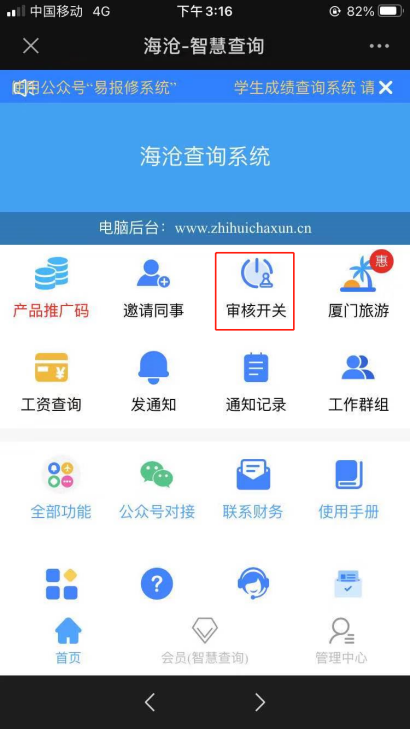 中国移动 4G 下午3:16 82%
海沧-智慧查询
使用公众号“易报修系统” 学生成绩查询系统 请
海沧查询系统
电脑后台：www.zhihuichaxun.cn
惠
产品推广码 邀请同事 审核开关 厦门旅游
工资查询 发通知 通知记录 工作群组
全部功能 公众号对接 联系财务 使用手册
首页 会员(智慧查询) 管理中心